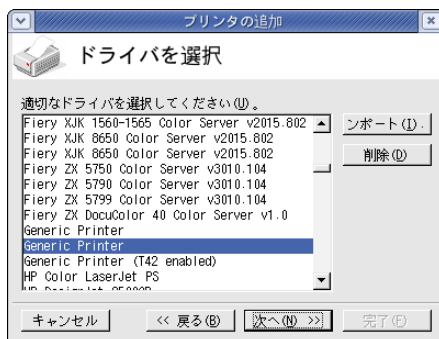 プリンタの追加
ドライバを選択
適切なドライバを選択してください(U)。
Fiery XJK 1560-1565 Color Server v2015.802
Fiery XJK 8650 Color Server v2015.802
Fiery XJK 8650 Color Server v2015.802
Fiery ZX 5750 Color Server v3010.104
Fiery ZX 5790 Color Server v3010.104
Fiery ZX 5799 Color Server v3010.104
Fiery ZX DocuColor 40 Color Server v1.0
Generic Printer
Generic Printer
Generic Printer (T42 enabled)
HP Color LaserJet PS
ンポート(I).
削除(D)
キャンセル
<< 戻る(B)
次へ(N) >>
完了(F)